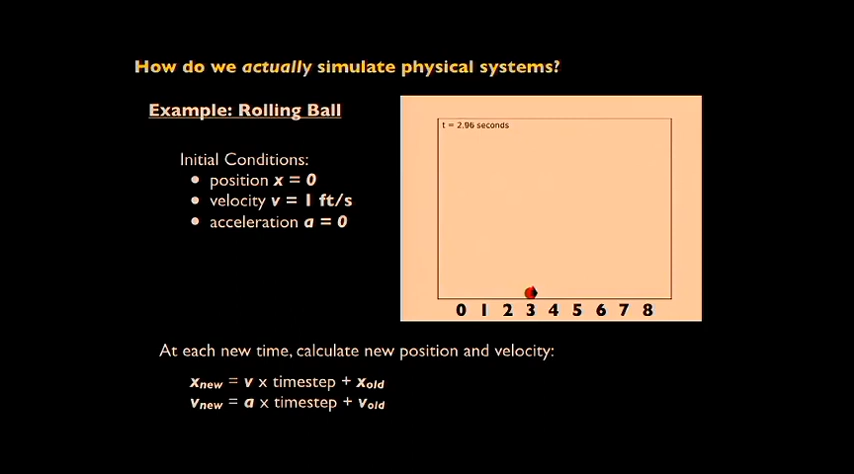 How do we actually simulate physical systems?
Example: Rolling Ball
Initial Conditions:
• position x = 0
• velocity v = 1 ft/s
• acceleration a = 0
t = 2.96 seconds
0 1 2 3 4 5 6 7 8
At each new time, calculate new position and velocity:
xnew = v x timestep + xold
vnew = a x timestep + vold